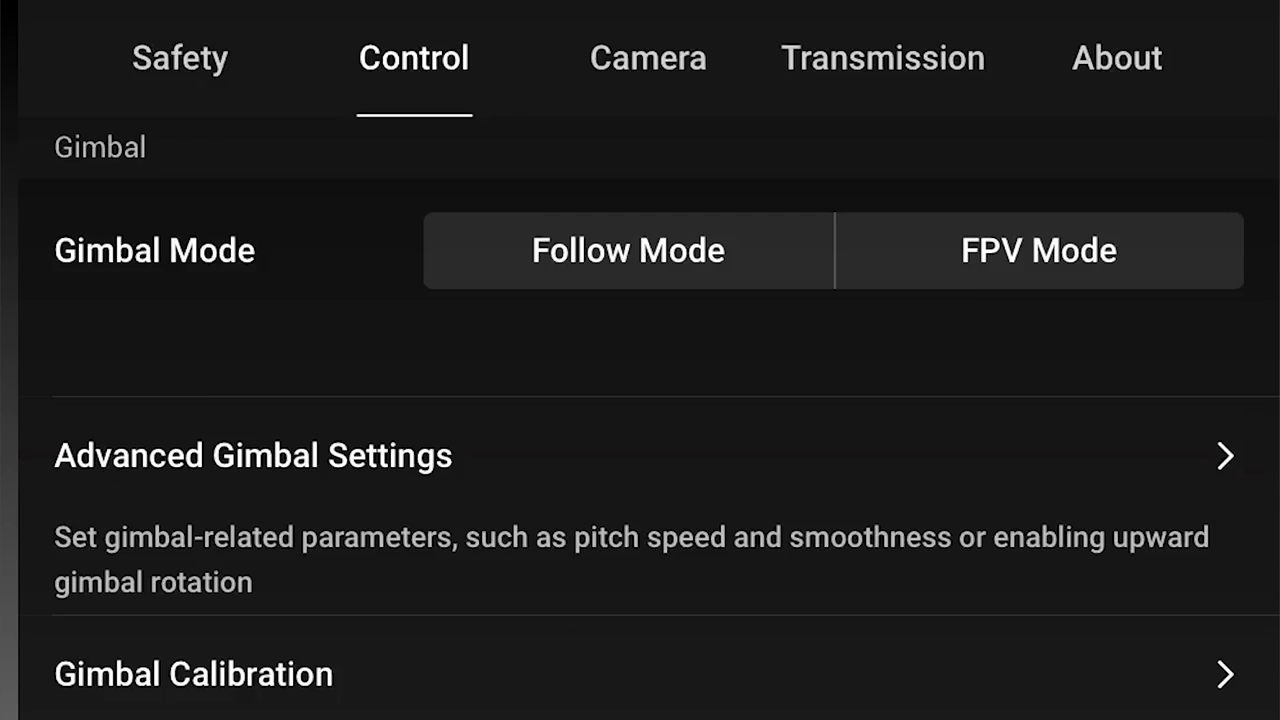 Safety Control Camera Transmission About
Gimbal
Gimbal Mode Follow Mode FPV Mode
Advanced Gimbal Settings
Set gimbal-related parameters, such as pitch speed and smoothness or enabling upward
gimbal rotation
Gimbal Calibration